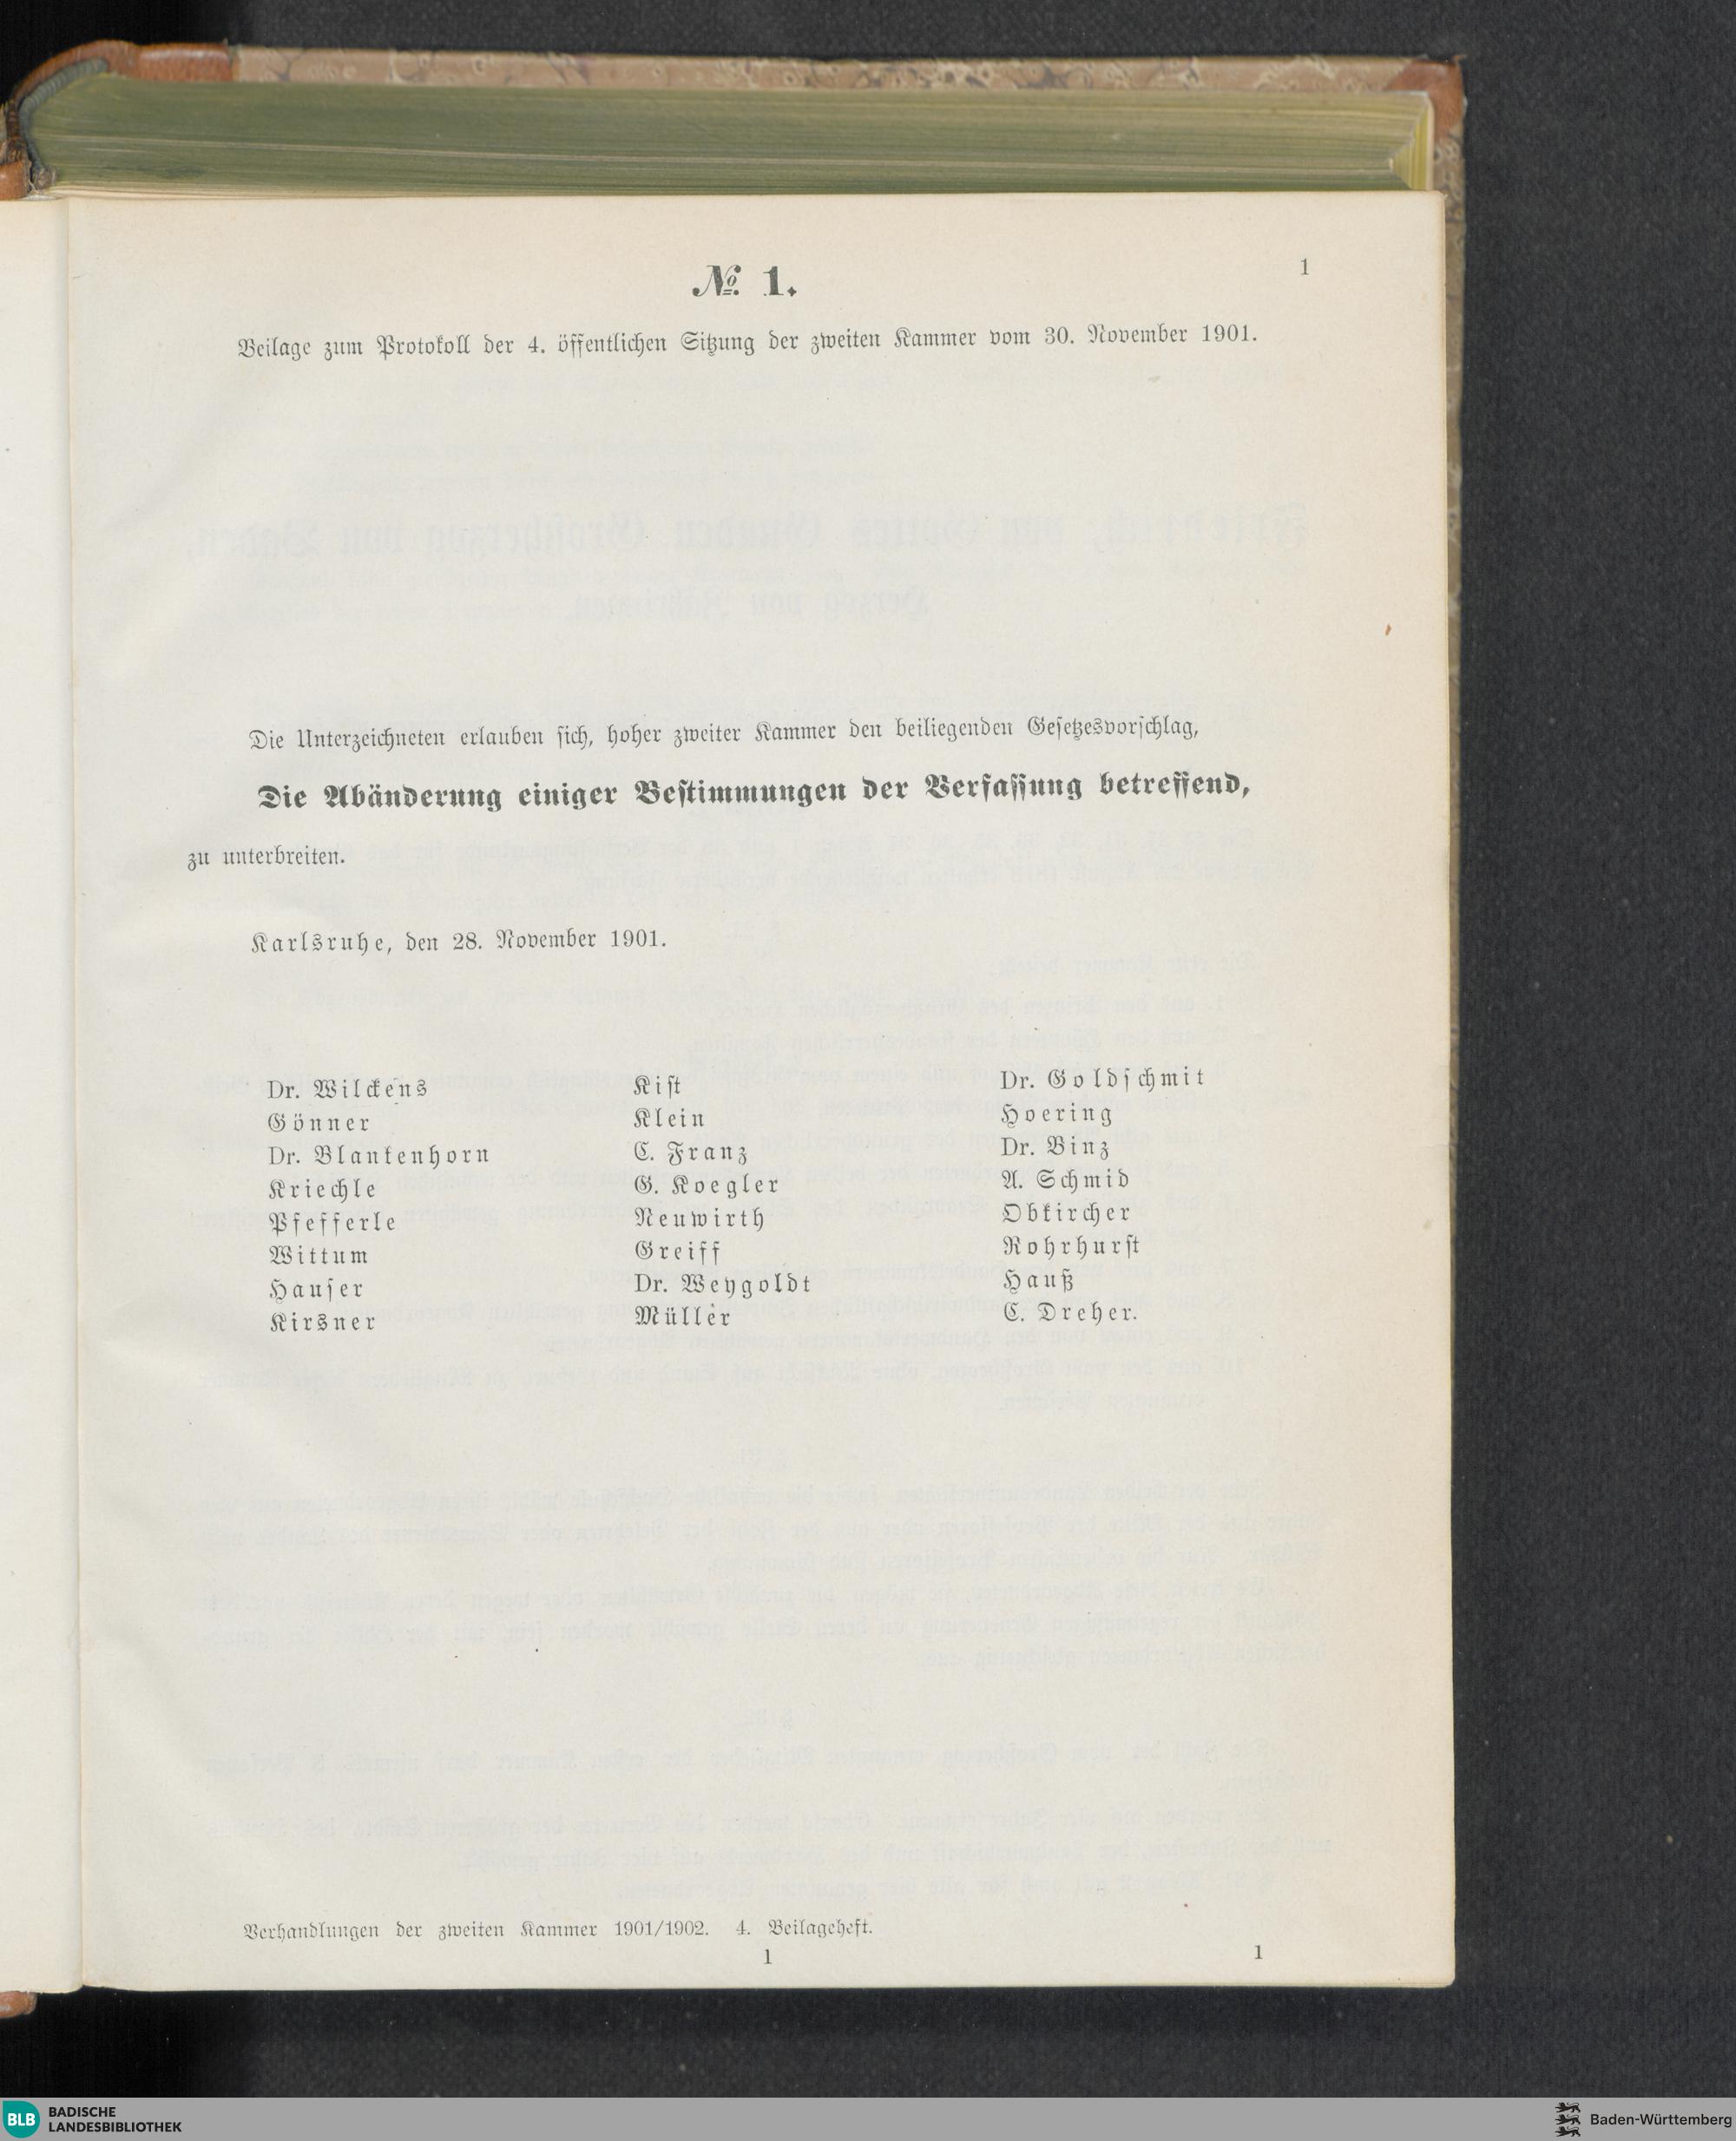 № 1.
1
Beilage zum Protokoll der 4. öffentlichen Sitzung der zweiten Kammer vom 30. November 1901.
Die Unterzeichneten erlauben sich, hoher zweiter Kammer den beiliegenden Gesetzesvorschlag,
Die Abänderung einiger Bestimmungen der Verfassung betreffend,
zu unterbreiten.
Karlsruhe, den 28. November 1901.
Dr. Wilckens
Gönner
Dr. Blankenhorn
Kriechle
Pfefferle
Wittum
Hauser
Kirsner
Kist
Klein
C. Franz
G. Koegler
Neuwirth
Greiff
Dr. Weygoldt
Müller
Dr. Goldschmit
Hoering
Dr. Binz
A. Schmid
Obkircher
Rohrhurst
Hauß
C. Dreher.
Verhandlungen der zweiten Kammer 1901/1902. 4. Beilageheft.
1
1
BLB BADISCHE
LANDESBIBLIOTHEK
Baden-Württemberg